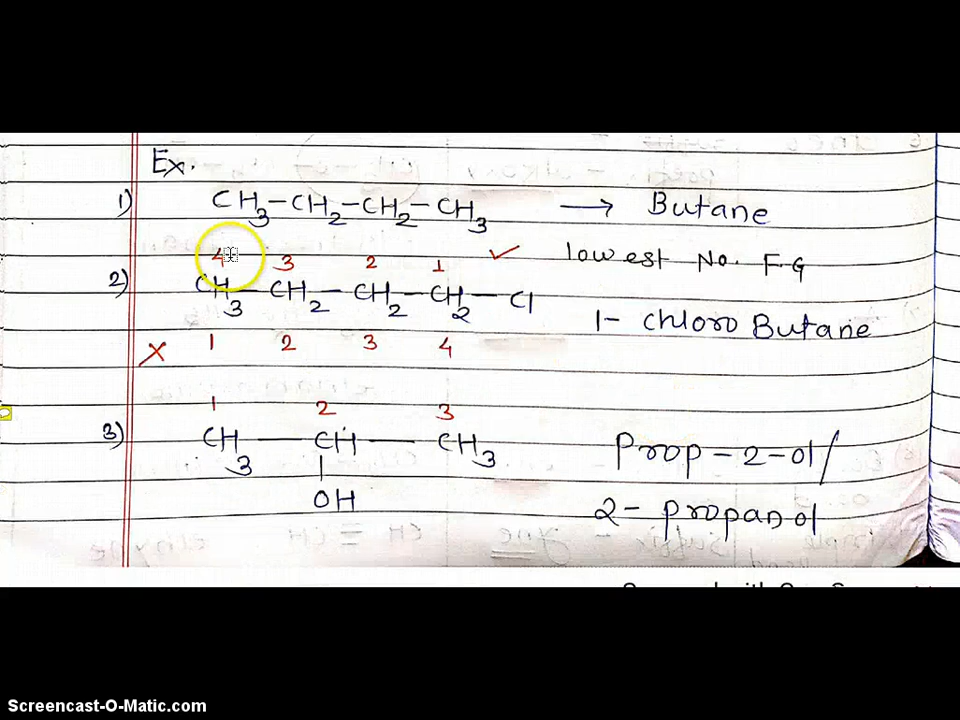 Ex.
1) CH3-CH2-CH2-CH3 → Butane
4 3 2 1 ✓ lowest No. F G
2) CH3-CH2-CH2-CH2-Cl
1- chloro Butane
X 1 2 3 4
1 2 3
3) CH3-CH-CH3
Prop-2-ol/
OH
2- propanol
Screencast-O-Matic.com